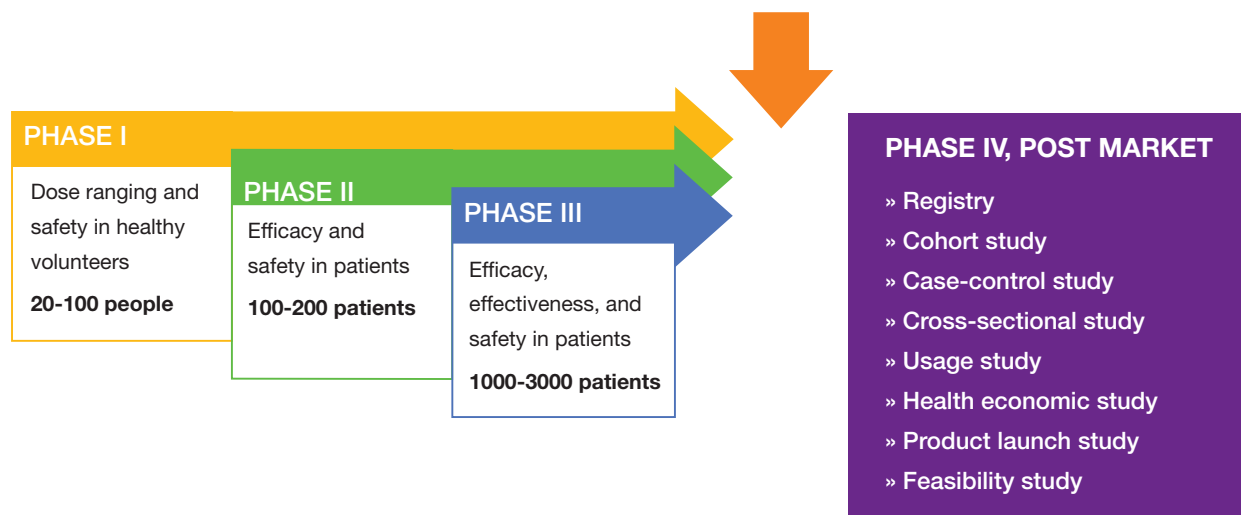 PHASE I
Dose ranging and
safety in healthy
volunteers
20-100 people
PHASE II
Efficacy and
safety in patients
100-200 patients
PHASE III
Efficacy,
effectiveness, and
safety in patients
1000-3000 patients
PHASE IV, POST MARKET
» Registry
» Cohort study
» Case-control study
» Cross-sectional study
» Usage study
» Health economic study
» Product launch study
» Feasibility study